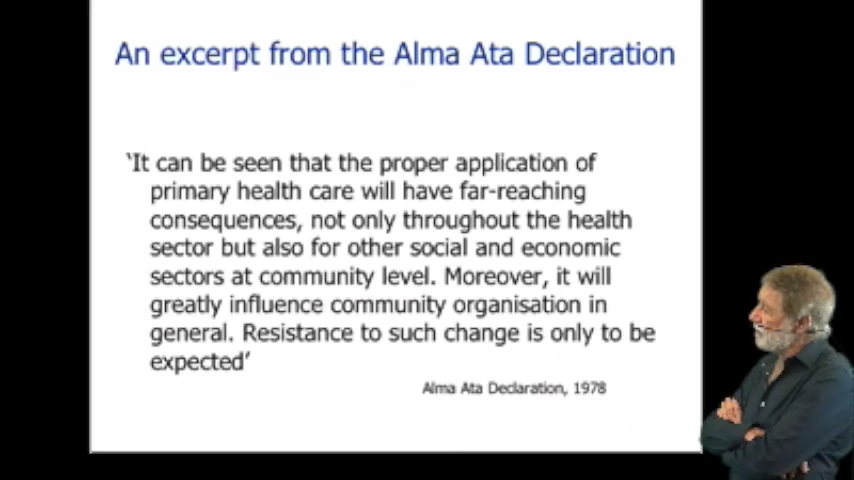 An excerpt from the Alma Ata Declaration
‘It can be seen that the proper application of
primary health care will have far-reaching
consequences, not only throughout the health
sector but also for other social and economic
sectors at community level. Moreover, it will
greatly influence community organisation in
general. Resistance to such change is only to be
expected’
Alma Ata Declaration, 1978